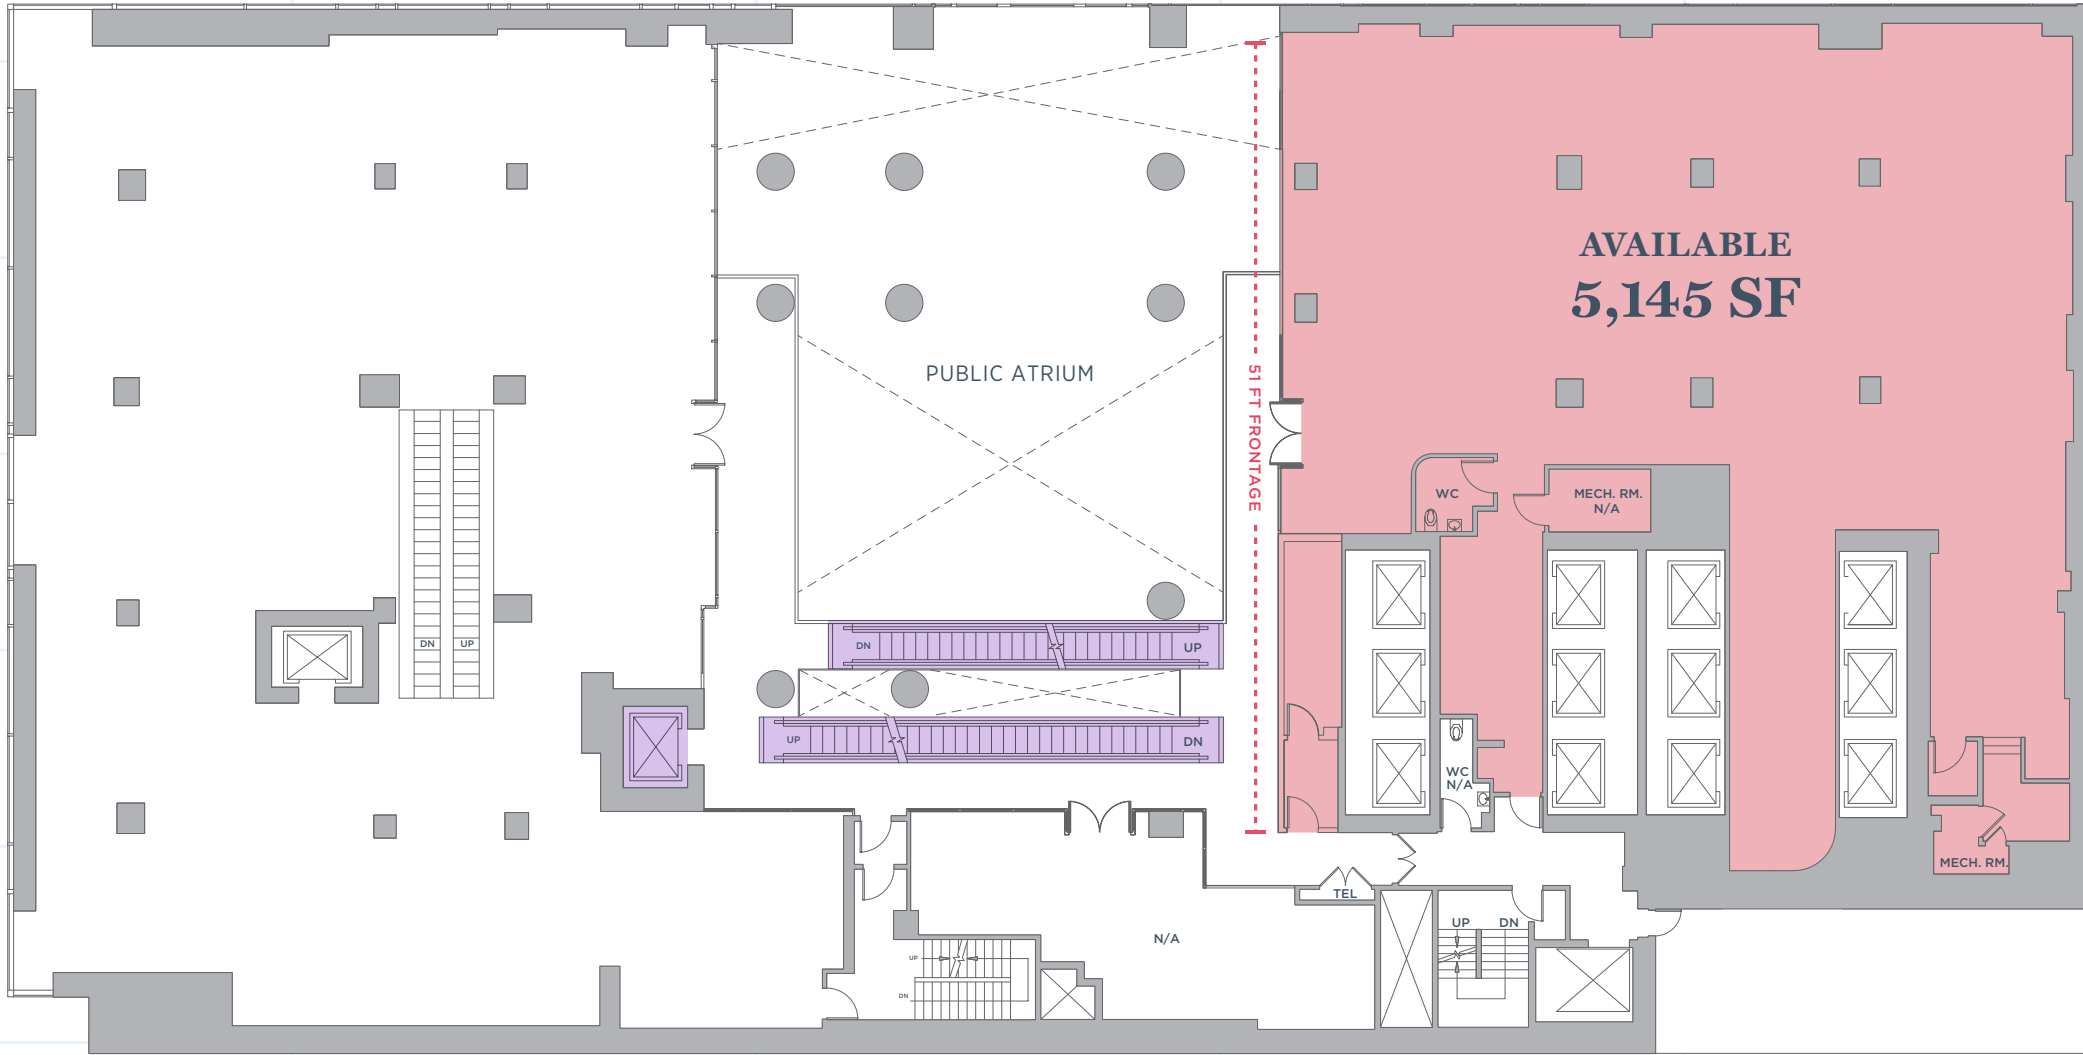 AVAILABLE
5,145 SF
PUBLIC ATRIUM
51 FT FRONTAGE
WC
MECH. RM.
N/A
DN
UP
DN
UP
UP
DN
WC
N/A
MECH. RM.
TEL
UP
DN
N/A
UP
DN